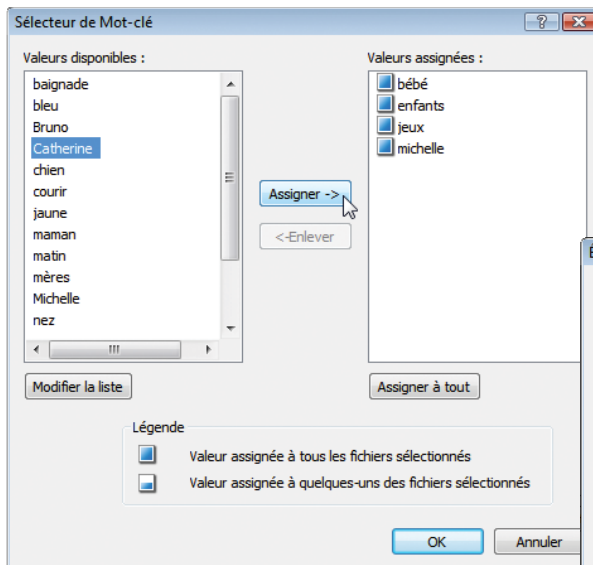 Sélecteur de Mot-clé
Valeurs disponibles :
baignade
bleu
Bruno
Catherine
chien
courir
jaune
maman
matin
mères
Michelle
nez
Assigner ->
<-Enlever
Valeurs assignées :
bébé
enfants
jeux
michelle
Modifier la liste
Assigner à tout
Légende
Valeur assignée à tous les fichiers sélectionnés
Valeur assignée à quelques-uns des fichiers sélectionnés
OK
Annuler